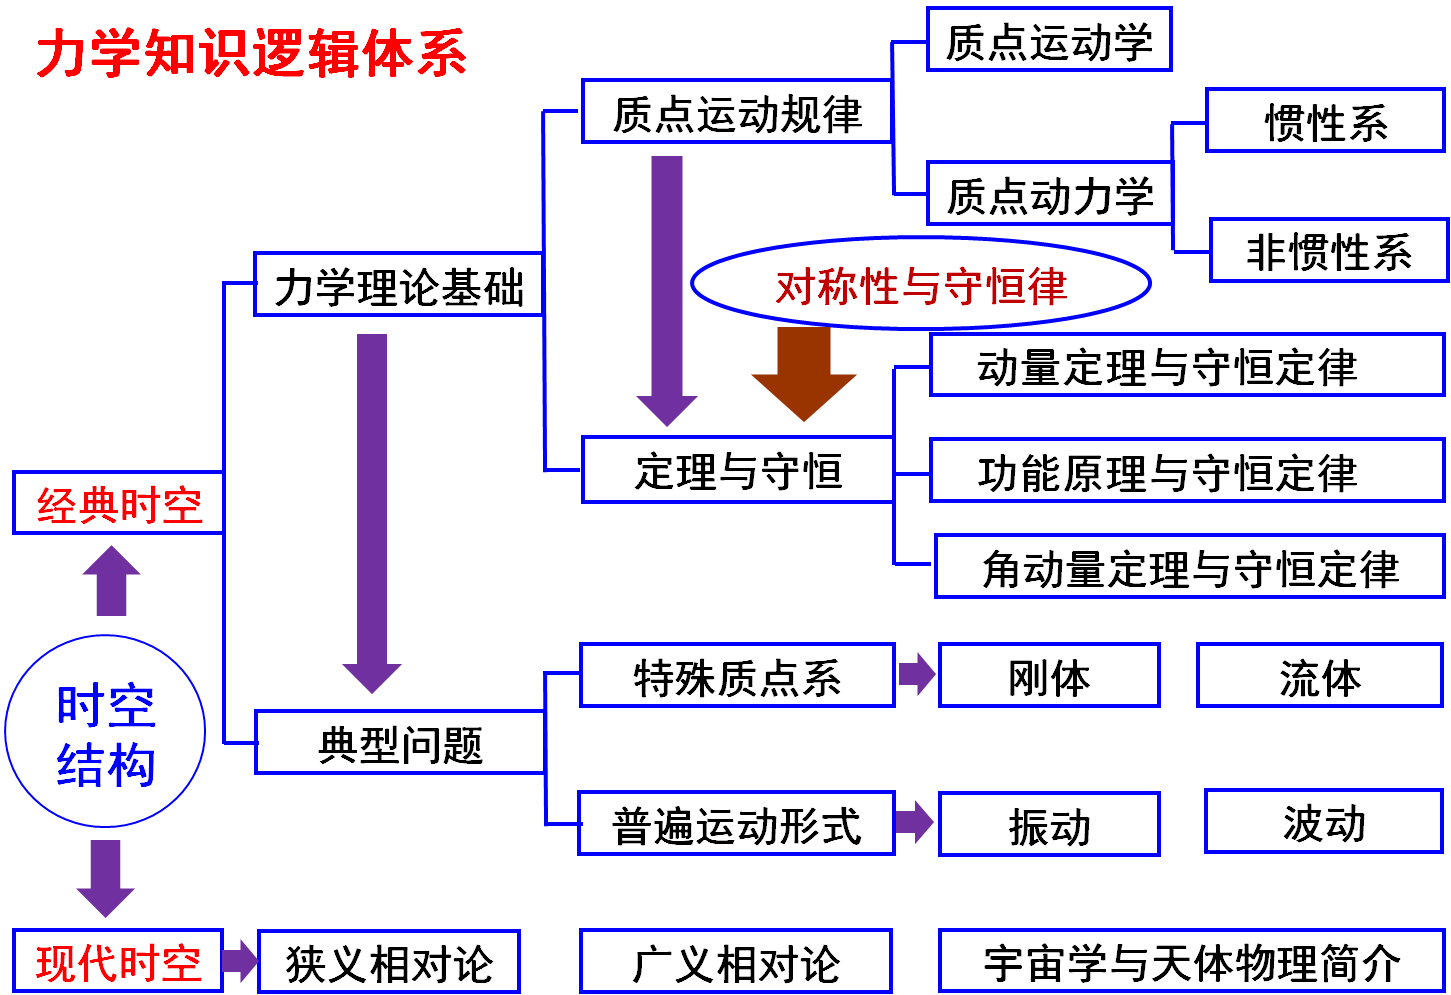 力学知识逻辑体系
质点运动学
质点运动规律
惯性系
质点动力学
非惯性系
力学理论基础
对称性与守恒律
动量定理与守恒定律
定理与守恒
功能原理与守恒定律
经典时空
角动量定理与守恒定律
时空
结构
特殊质点系
刚体
流体
典型问题
普遍运动形式
振动
波动
现代时空
狭义相对论
广义相对论
宇宙学与天体物理简介